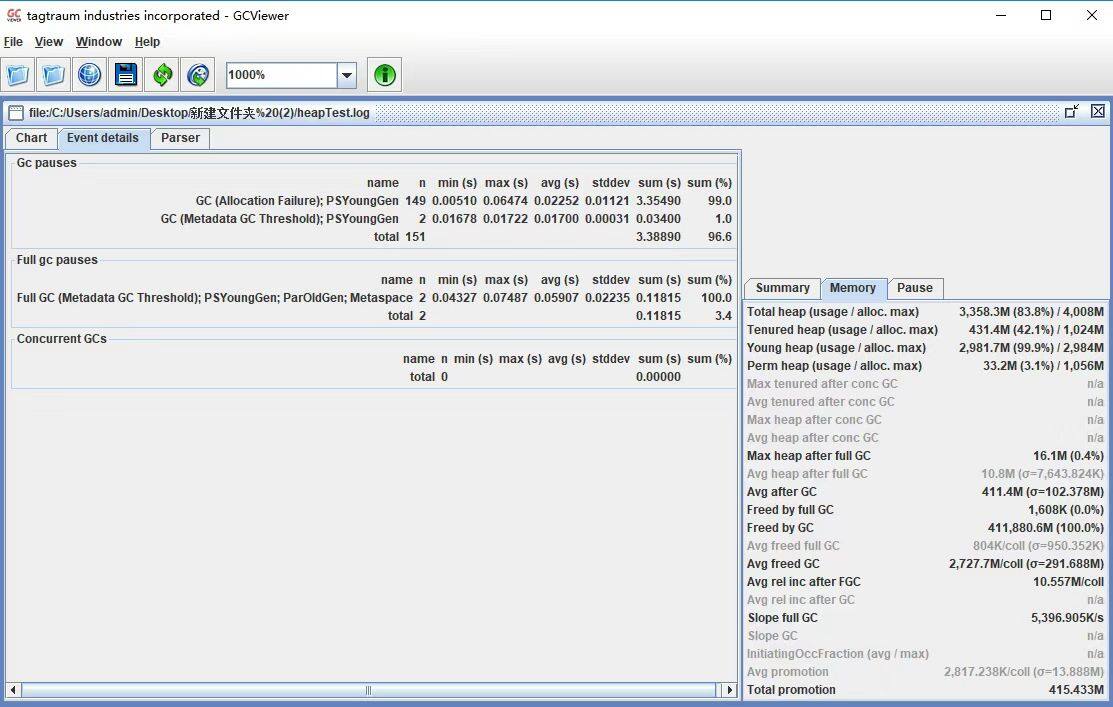 GC VIEWER tagtraum industries incorporated - GCViewer
File View Window Help
1000%
file:/C:/Users/admin/Desktop/新建文件夹%20(2)/heapTest.log
Chart Event details Parser
Gc pauses
name n min (s) max (s) avg (s) stddev sum (s) sum (%)
GC (Allocation Failure); PSYoungGen 149 0.00510 0.06474 0.02252 0.01121 3.35490 99.0
GC (Metadata GC Threshold); PSYoungGen 2 0.01678 0.01722 0.01700 0.00031 0.03400 1.0
total 151 3.38890 96.6
Full gc pauses
name n min (s) max (s) avg (s) stddev sum (s) sum (%)
Full GC (Metadata GC Threshold); PSYoungGen; ParOldGen; Metaspace 2 0.04327 0.07487 0.05907 0.02235 0.11815 100.0
total 2 0.11815 3.4
Concurrent GCs
name n min (s) max (s) avg (s) stddev sum (s) sum (%)
total 0 0.00000
Summary Memory Pause
Total heap (usage / alloc. max) 3,358.3M (83.8%) / 4,008M
Tenured heap (usage / alloc. max) 431.4M (42.1%) / 1,024M
Young heap (usage / alloc. max) 2,981.7M (99.9%) / 2,984M
Perm heap (usage / alloc. max) 33.2M (3.1%) / 1,056M
Max tenured after conc GC n/a
Avg tenured after conc GC n/a
Max heap after conc GC n/a
Avg heap after conc GC n/a
Max heap after full GC 16.1M (0.4%)
Avg heap after full GC 10.8M (σ=7,643.824K)
Avg after GC 411.4M (σ=102.378M)
Freed by full GC 1,608K (0.0%)
Freed by GC 411,880.6M (100.0%)
Avg freed full GC 804K/coll (σ=950.352K)
Avg freed GC 2,727.7M/coll (σ=291.688M)
Avg rel inc after FGC 10.557M/coll
Avg rel inc after GC n/a
Slope full GC 5,396.905K/s
Slope GC n/a
InitiatingOccFraction (avg / max) n/a
Avg promotion 2,817.238K/coll (σ=13.888M)
Total promotion 415.433M